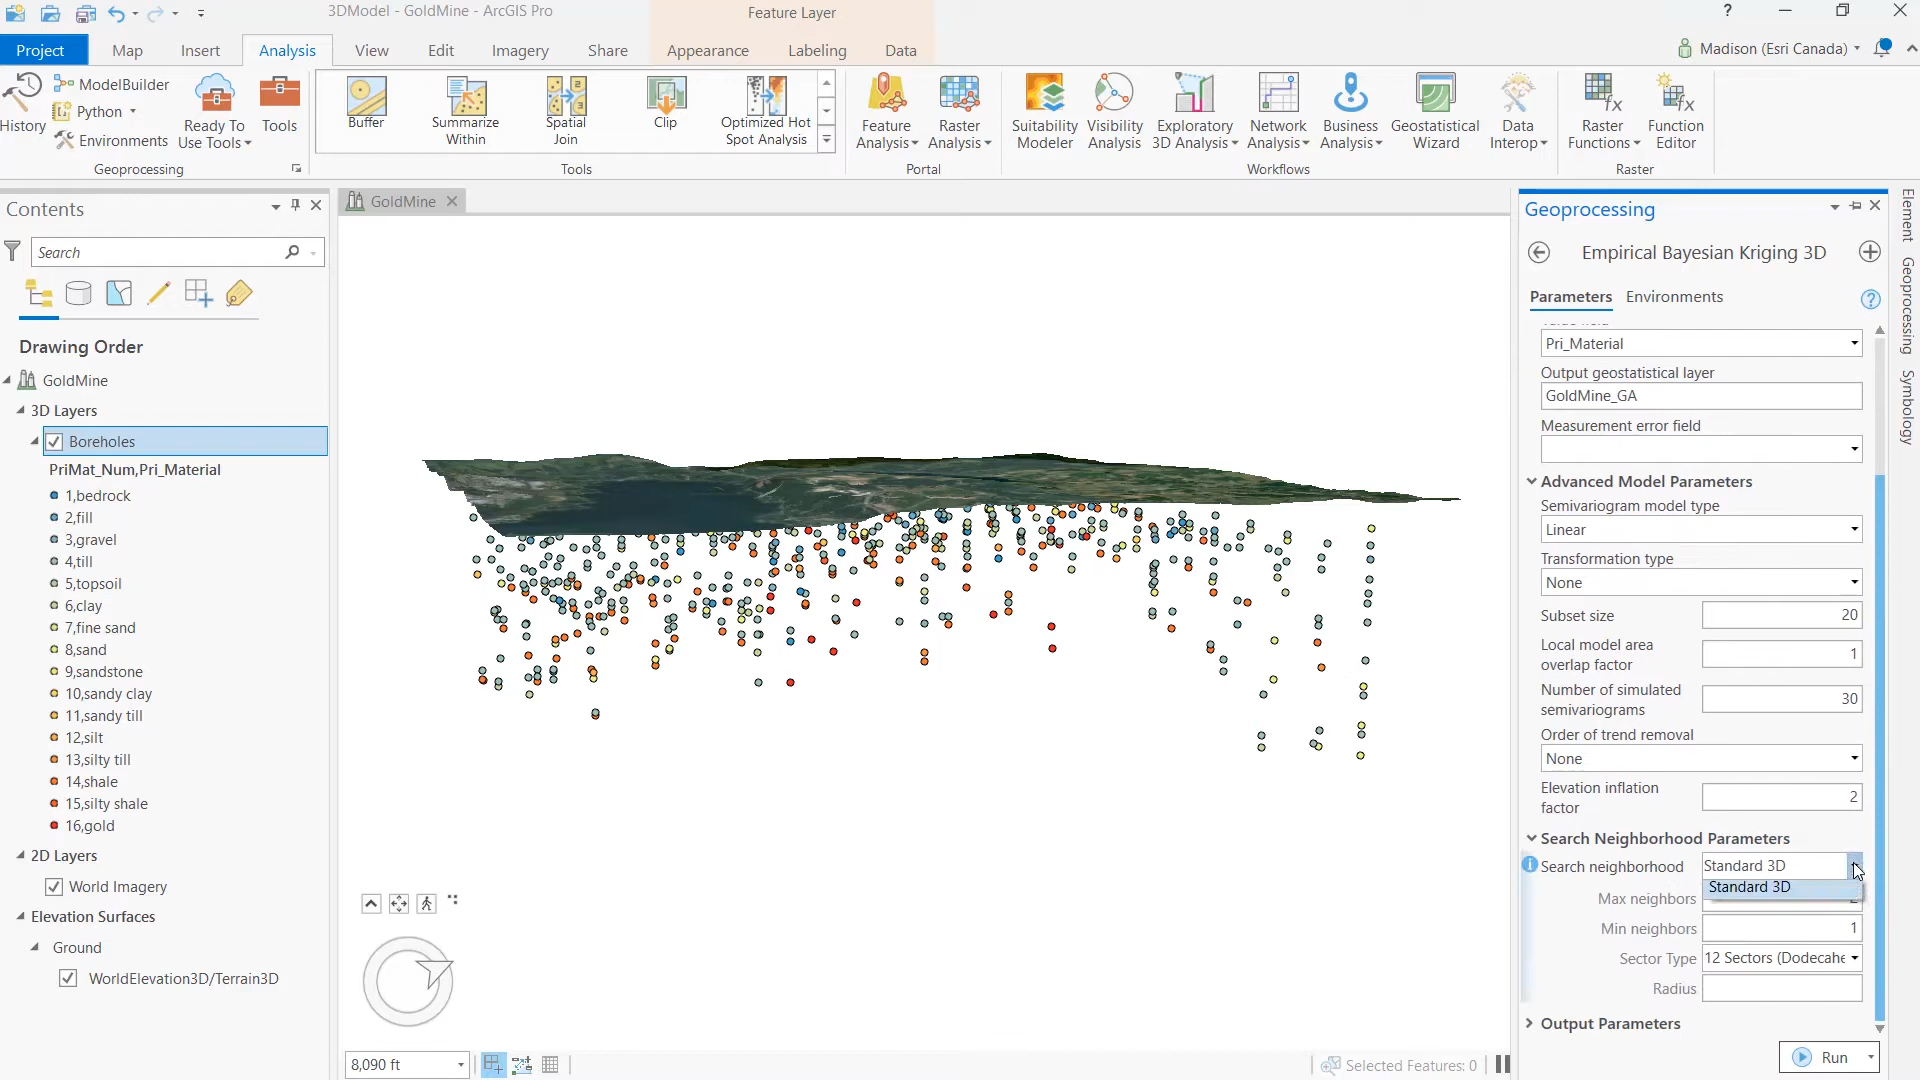 3DModel - GoldMine - ArcGIS Pro
Feature Layer
?
Project
Map
Insert
Analysis
View
Edit
Imagery
Share
Appearance
Labeling
Data
Madison (Esri Canada)
History
ModelBuilder
Python
Environments
Ready To
Use Tools
Tools
Geoprocessing
Buffer
Summarize
Within
Spatial
Join
Clip
Optimized Hot
Spot Analysis
Tools
Feature
Analysis
Raster
Analysis
Portal
Suitability
Modeler
Visibility
Analysis
Exploratory
3D Analysis
Network
Analysis
Business
Analysis
Geostatistical
Wizard
Data
Interop
Workflows
Raster
Functions
Function
Editor
Raster
Contents
Search
Drawing Order
GoldMine
3D Layers
Boreholes
PriMat_Num,Pri_Material
1,bedrock
2,fill
3,gravel
4,till
5,topsoil
6,clay
7,fine sand
8,sand
9,sandstone
10,sandy clay
11,sandy till
12,silt
13,silty till
14,shale
15,silty shale
16,gold
2D Layers
World Imagery
Elevation Surfaces
Ground
WorldElevation3D/Terrain3D
GoldMine
8,090 ft
Selected Features: 0
Geoprocessing
Empirical Bayesian Kriging 3D
Parameters
Environments
?
Pri_Material
Output geostatistical layer
GoldMine_GA
Measurement error field
Advanced Model Parameters
Semivariogram model type
Linear
Transformation type
None
Subset size
20
Local model area
overlap factor
1
Number of simulated
semivariograms
30
Order of trend removal
None
Elevation inflation
factor
2
Search Neighborhood Parameters
Search neighborhood
Standard 3D
Standard 3D
Max neighbors
Min neighbors
1
Sector Type
12 Sectors (Dodecahe
Radius
Output Parameters
Run
Element
Geoprocessing
Symbology